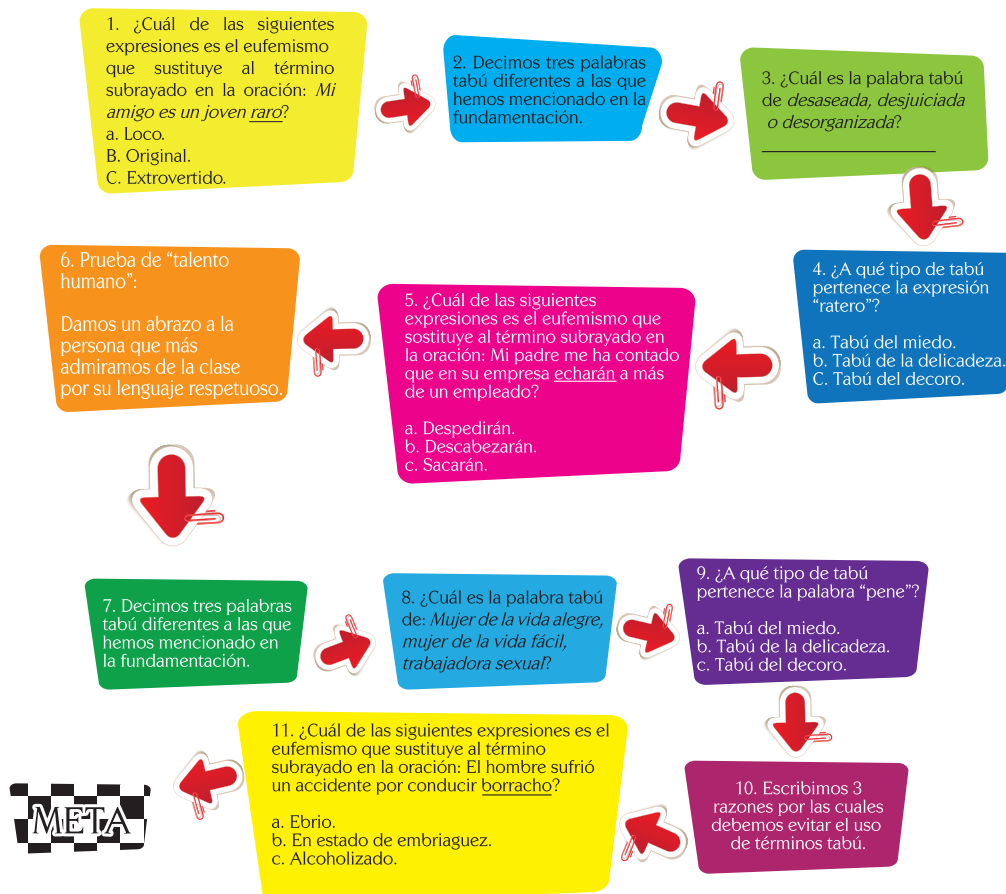 1. ¿Cuál de las siguientes
expresiones es el eufemismo
que sustituye al término
subrayado en la oración: Mi
amigo es un joven raro?
a. Loco.
B. Original.
C. Extrovertido.
2. Decimos tres palabras
tabú diferentes a las que
hemos mencionado en la
fundamentación.
3. ¿Cuál es la palabra tabú
de desaseada, desjuiciada
o desorganizada?
4. ¿A qué tipo de tabú
pertenece la expresión
“ratero”?
a. Tabú del miedo.
b. Tabú de la delicadeza.
C. Tabú del decoro.
5. ¿Cuál de las siguientes
expresiones es el eufemismo que
sostituye al término subrayado en
la oración: Mi padre me ha contado
que en su empresa echarán a más
de un empleado?
a. Despedirán.
b. Descabezarán.
c. Sacarán.
6. Prueba de “talento
humano”:
Damos un abrazo a la
persona que más
admiramos de la clase
por su lenguaje respetuoso.
7. Decimos tres palabras
tabú diferentes a las que
hemos mencionado en
la fundamentación.
8. ¿Cuál es la palabra tabú
de: Mujer de la vida alegre,
mujer de la vida fácil,
trabajadora sexual?
9. ¿A qué tipo de tabú
pertenece la palabra “pene”?
a. Tabú del miedo.
b. Tabú de la delicadeza.
c. Tabú del decoro.
10. Escribimos 3
razones por las cuales
debemos evitar el uso
de términos tabú.
11. ¿Cuál de las siguientes expresiones es el
eufemismo que sustituye al término
subrayado en la oración: El hombre sufrió
un accidente por conducir borracho?
a. Ebrio.
b. En estado de embriaguez.
c. Alcoholizado.
META